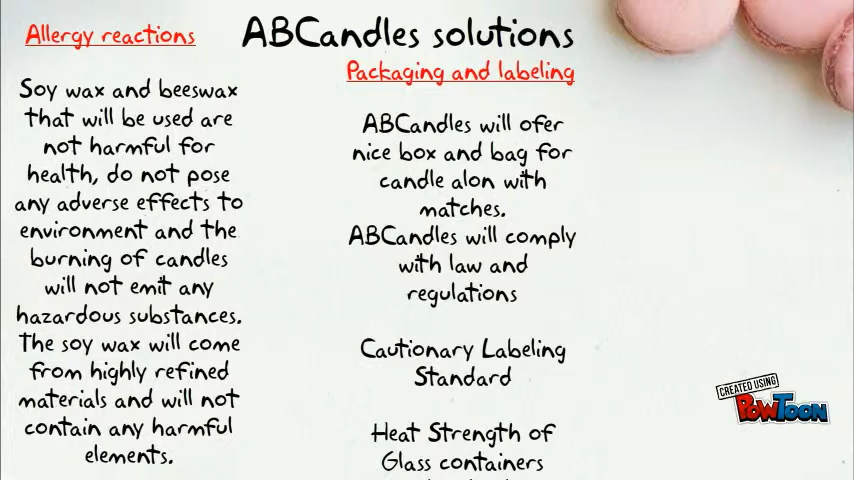 ABCandles solutions
Allergy reactions
Soy wax and beeswax
that will be used are
not harmful for
health, do not pose
any adverse effects to
environment and the
burning of candles
will not emit any
hazardous substances.
The soy wax will come
from highly refined
materials and will not
contain any harmful
elements.
Packaging and labeling
ABCandles will ofer
nice box and bag for
candle alon with
matches.
ABCandles will comply
with law and
regulations
Cautionary Labeling
Standard
Heat Strength of
Glass containers
CREATED USING
POWTOON